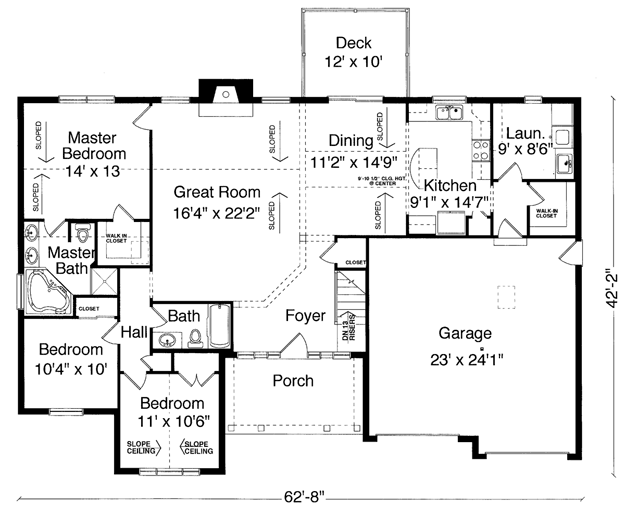 Deck
12' x 10'
SLOPED
Master
Bedroom
14' x 13
SLOPED
SLOPED
Great Room
16'4" x 22'2"
Dining
11'2" x 14'9"
SLOPED
9'-10 1/2" CLG. HGT.
@ CENTER
SLOPED
Kitchen
9'1" x 14'7"
Laun.
9' x 8'6"
WALK-IN
CLOSET
WALK-IN
CLOSET
Master
Bath
CLOSET
CLOSET
Bath
Hall
Foyer
DN 13
RISERS
Garage
23' x 24'1"
Bedroom
10'4" x 10'
Bedroom
11' x 10'6"
SLOPE
CEILING
SLOPE
CEILING
Porch
42'-2"
62'-8"